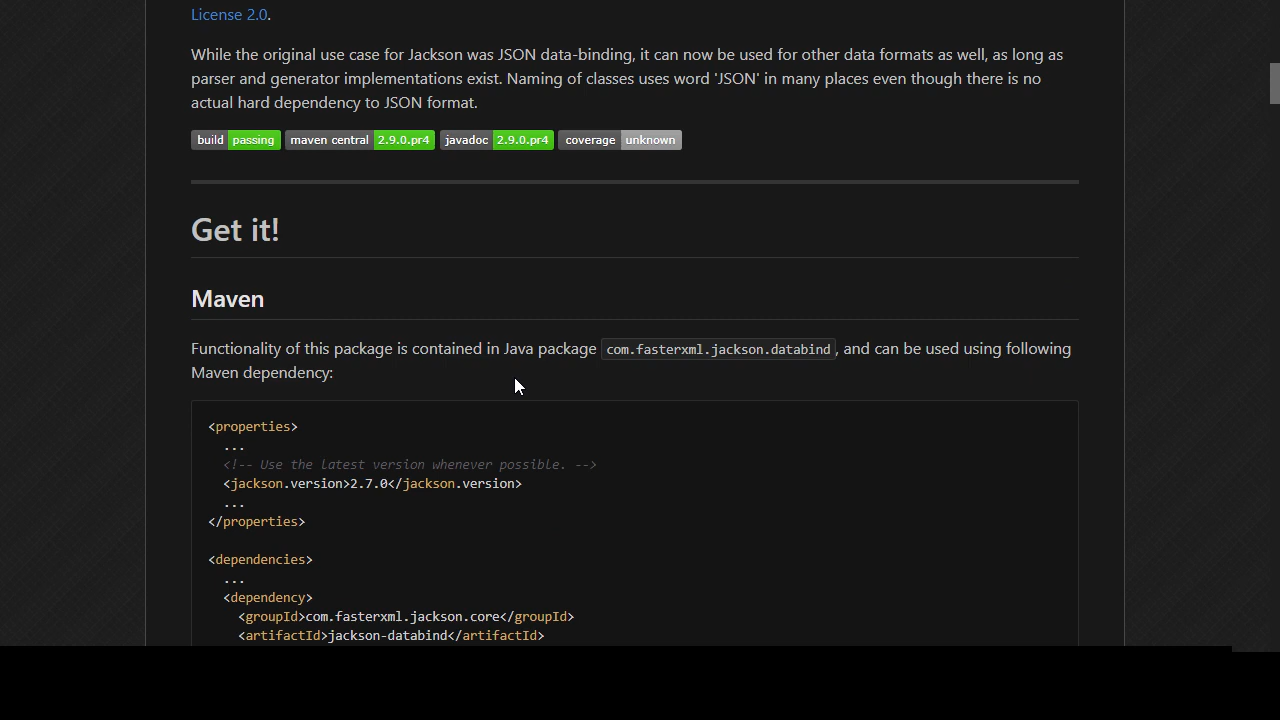 License 2.0.
While the original use case for Jackson was JSON data-binding, it can now be used for other data formats as well, as long as
parser and generator implementations exist. Naming of classes uses word 'JSON' in many places even though there is no
actual hard dependency to JSON format.
build passing maven central 2.9.0.pr4 javadoc 2.9.0.pr4 coverage unknown
Get it!
Maven
Functionality of this package is contained in Java package com.fasterxml.jackson.databind, and can be used using following
Maven dependency:
<properties>
...
<!-- Use the latest version whenever possible. -->
<jackson.version>2.7.0</jackson.version>
...
</properties>
<dependencies>
...
<dependency>
<groupId>com.fasterxml.jackson.core</groupId>
<artifactId>jackson-databind</artifactId>